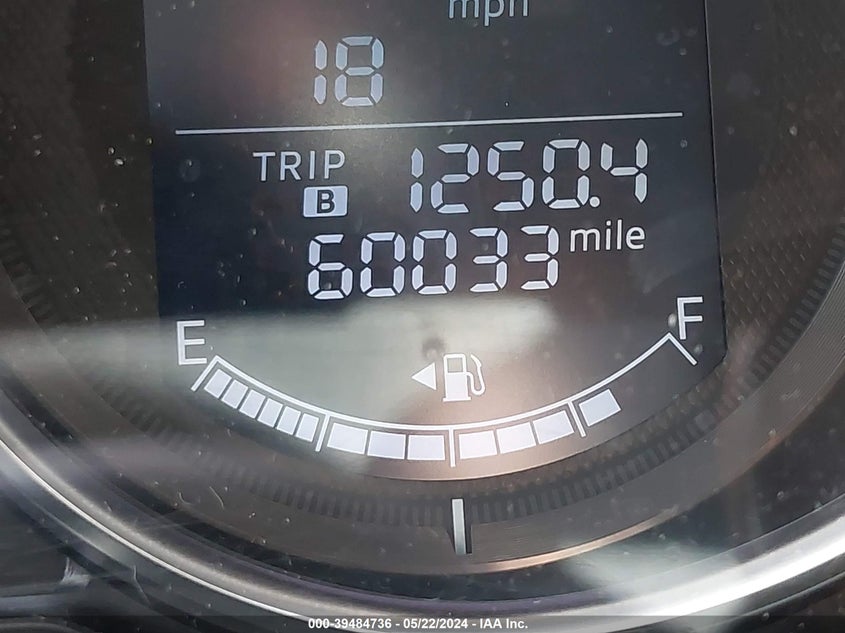 mph
18
TRIP 1250.4
B
60033 mile
E F
000-39484736 - 05/22/2024 - IAA Inc.